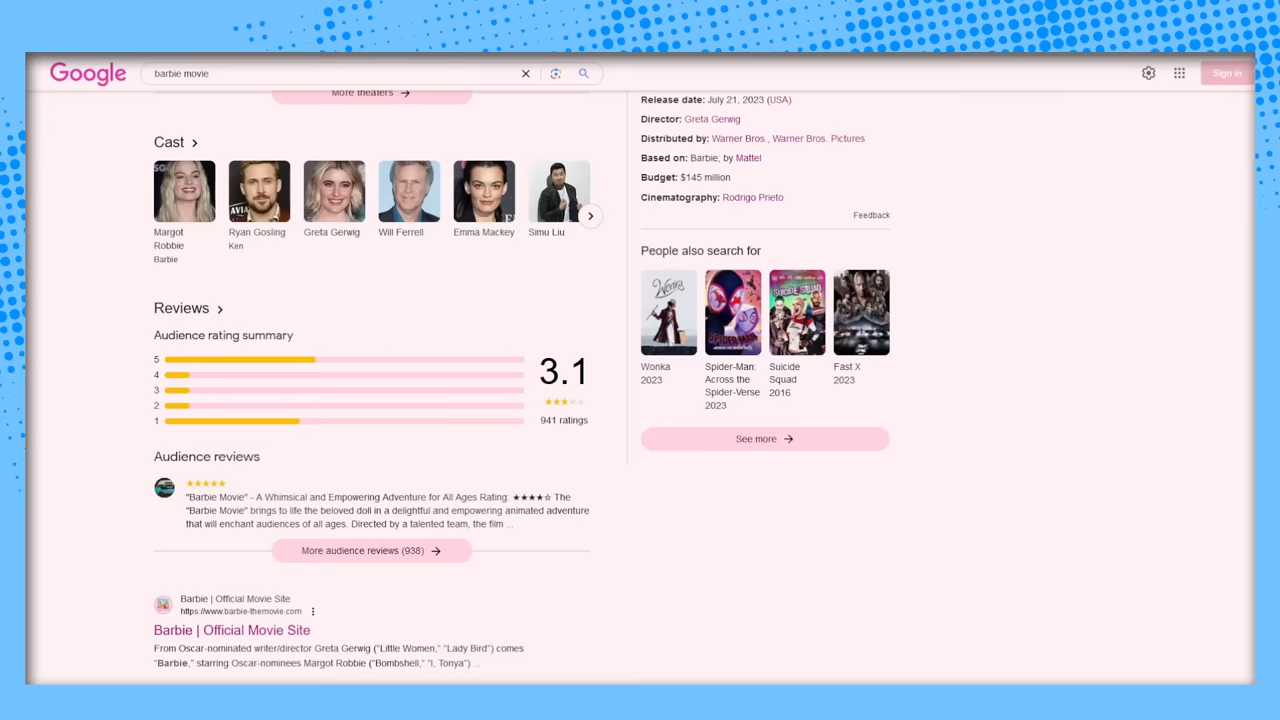 Google
barbie movie
Sign in
More theaters →
Cast >
Margot
Robbie
Barbie
Ryan Gosling
Ken
Greta Gerwig
Will Ferrell
Emma Mackey
Simu Liu
Reviews >
Audience rating summary
5
4
3
2
1
3.1
941 ratings
Audience reviews
★★★★★
"Barbie Movie" - A Whimsical and Empowering Adventure for All Ages Rating: ★★★★☆ The
"Barbie Movie" brings to life the beloved doll in a delightful and empowering animated adventure
that will enchant audiences of all ages. Directed by a talented team, the film ...
More audience reviews (938) →
Barbie | Official Movie Site
https://www.barbie-themovie.com
Barbie | Official Movie Site
From Oscar-nominated writer/director Greta Gerwig ("Little Women," "Lady Bird") comes
"Barbie," starring Oscar-nominees Margot Robbie ("Bombshell," "I, Tonya") ...
Release date: July 21, 2023 (USA)
Director: Greta Gerwig
Distributed by: Warner Bros., Warner Bros. Pictures
Based on: Barbie; by Mattel
Budget: $145 million
Cinematography: Rodrigo Prieto
Feedback
People also search for
Wonka
SPIDER-MAN
SUICIDE SQUAD
Wonka
2023
Spider-Man:
Across the
Spider-Verse
2023
Suicide
Squad
2016
Fast X
2023
See more →